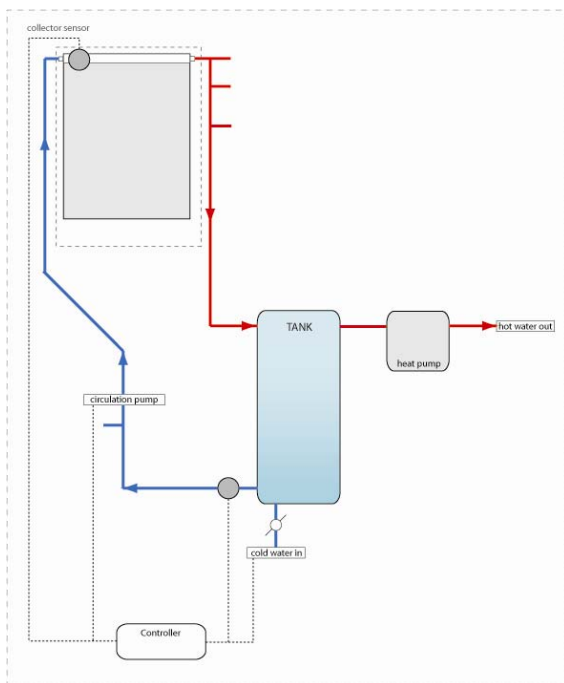 collector sensor
TANK
hot water out
heat pump
circulation pump
cold water in
Controller